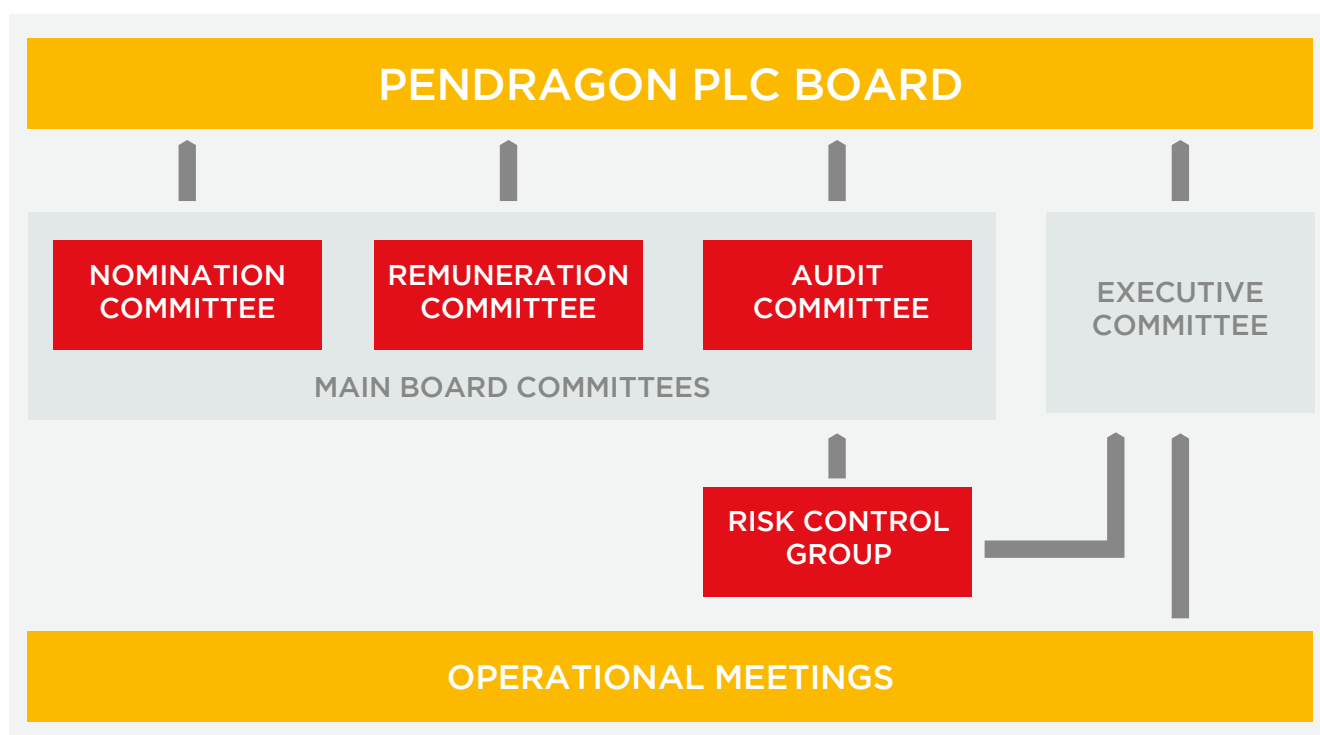 PENDRAGON PLC BOARD
NOMINATION
COMMITTEE
REMUNERATION
COMMITTEE
AUDIT
COMMITTEE
EXECUTIVE
COMMITTEE
MAIN BOARD COMMITTEES
RISK CONTROL
GROUP
OPERATIONAL MEETINGS